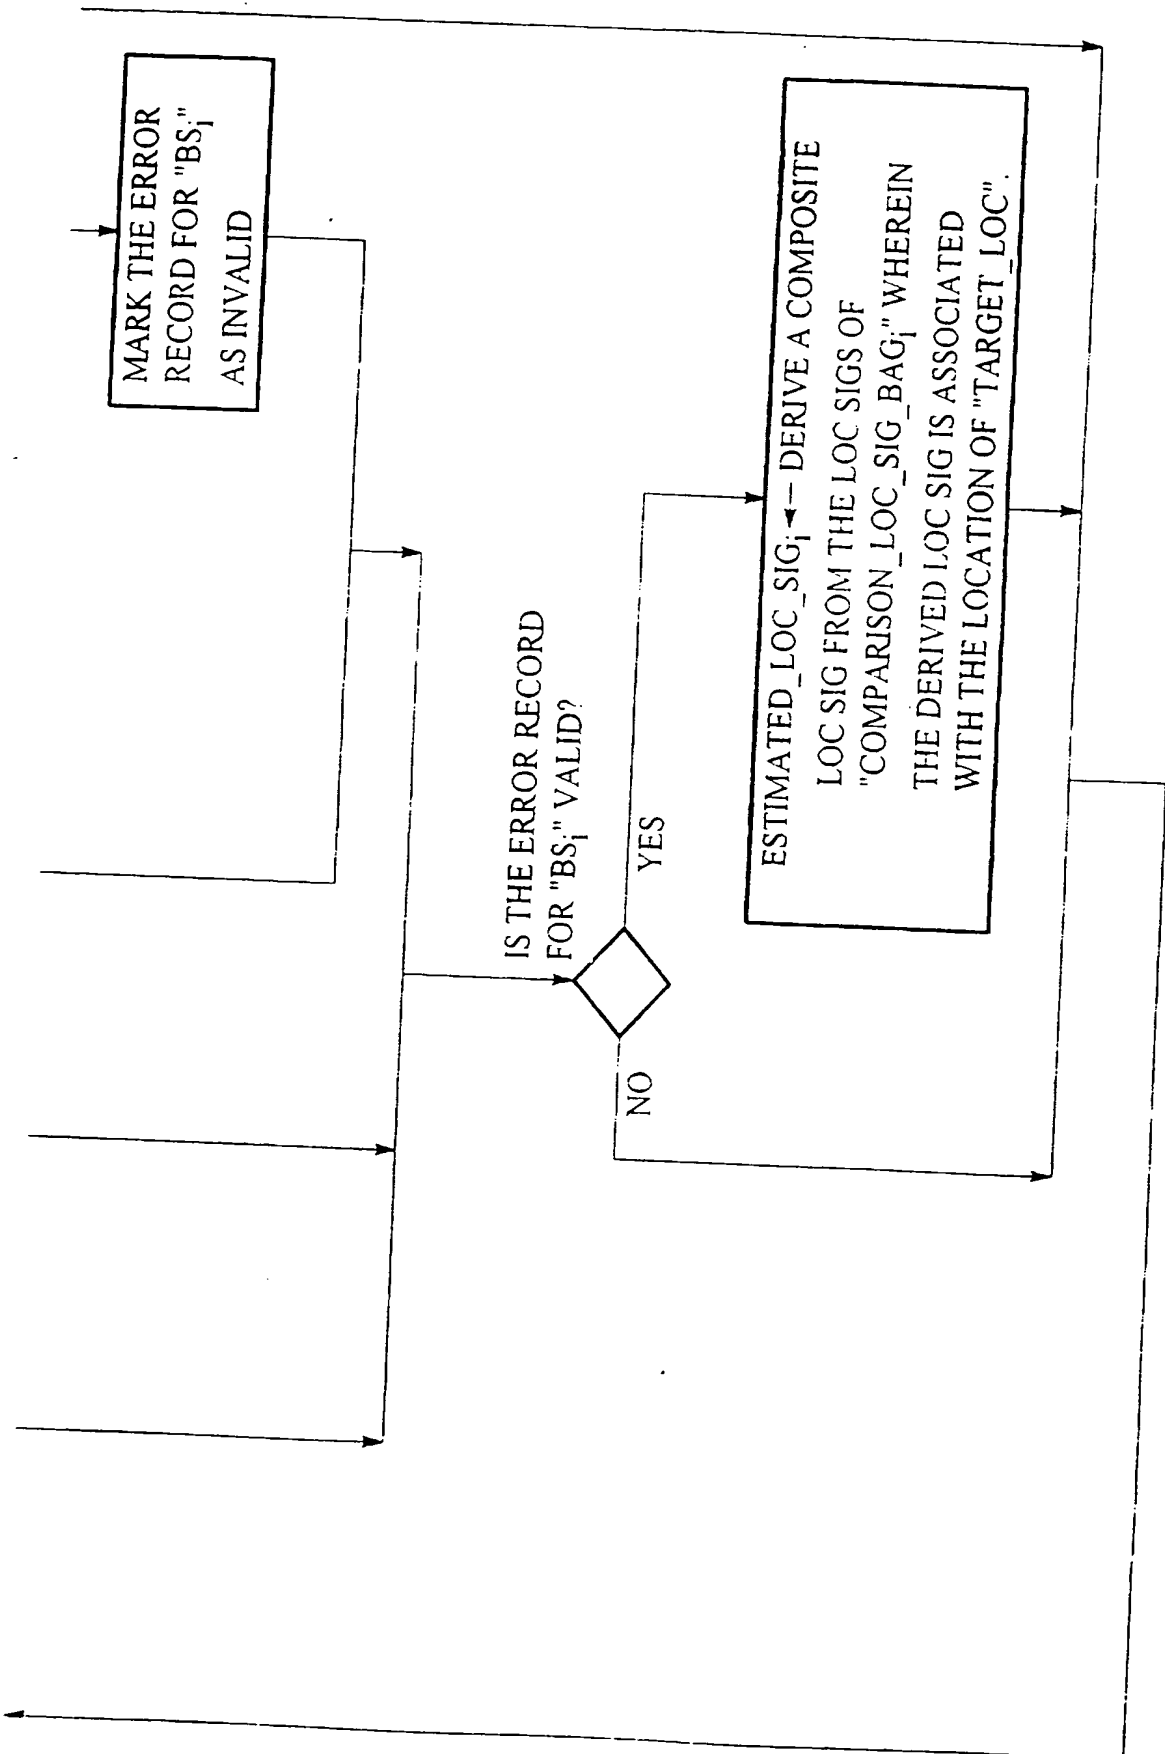 MARK THE ERROR
RECORD FOR "BSi"
AS INVALID
IS THE ERROR RECORD
FOR "BSi" VALID?
NO
YES
ESTIMATED_LOC_SIGi ← DERIVE A COMPOSITE
LOC SIG FROM THE LOC SIGS OF
"COMPARISON_LOC_SIG_BAGi" WHEREIN
THE DERIVED LOC SIG IS ASSOCIATED
WITH THE LOCATION OF "TARGET_LOC".